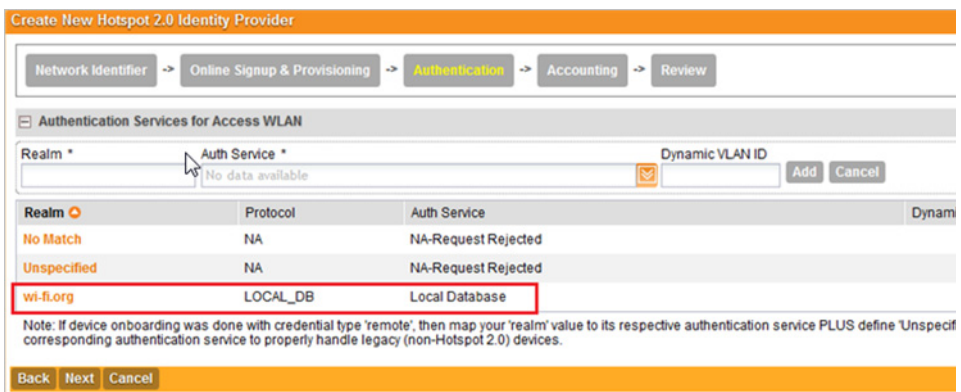 Create New Hotspot 2.0 Identity Provider
Network Identifier -> Online Signup & Provisioning -> Authentication -> Accounting -> Review
Authentication Services for Access WLAN
Realm * Auth Service * Dynamic VLAN ID
No data available Add Cancel
Realm Protocol Auth Service Dynami
No Match NA NA-Request Rejected
Unspecified NA NA-Request Rejected
wi-fi.org LOCAL_DB Local Database
Note: If device onboarding was done with credential type 'remote', then map your 'realm' value to its respective authentication service PLUS define 'Unspecifi
corresponding authentication service to properly handle legacy (non-Hotspot 2.0) devices.
Back Next Cancel